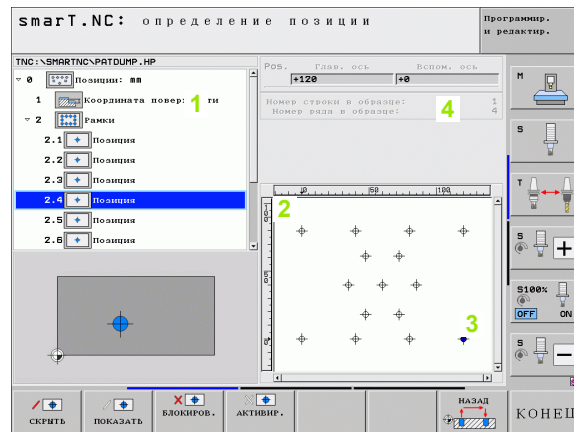 smarT.NC: определение позиции
Программир.
и редактир.
TNC:\SMARTNC\PATDUMP.HP
0 Позиции: mm
1 Координата повер: ти
1
2 Рамки
2.1 Позиция
2.2 Позиция
2.3 Позиция
2.4 Позиция
2.5 Позиция
2.6 Позиция
Pos. Глав. ось Вспом. ось
+120 +0
Номер строки в образце: 1
Номер ряда в образце: 4
4
0 50 100
2
3
M
S
T
S
S100%
OFF ON
S
СКРЫТЬ
ПОКАЗАТЬ
БЛОКИРОВ.
АКТИВИР.
НАЗАД
КОНЕЦ